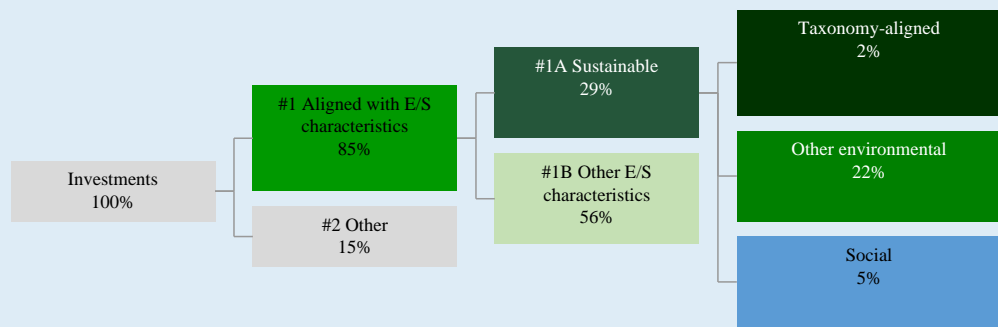 Investments
100%
#1 Aligned with E/S
characteristics
85%
#2 Other
15%
#1A Sustainable
29%
#1B Other E/S
characteristics
56%
Taxonomy-aligned
2%
Other environmental
22%
Social
5%